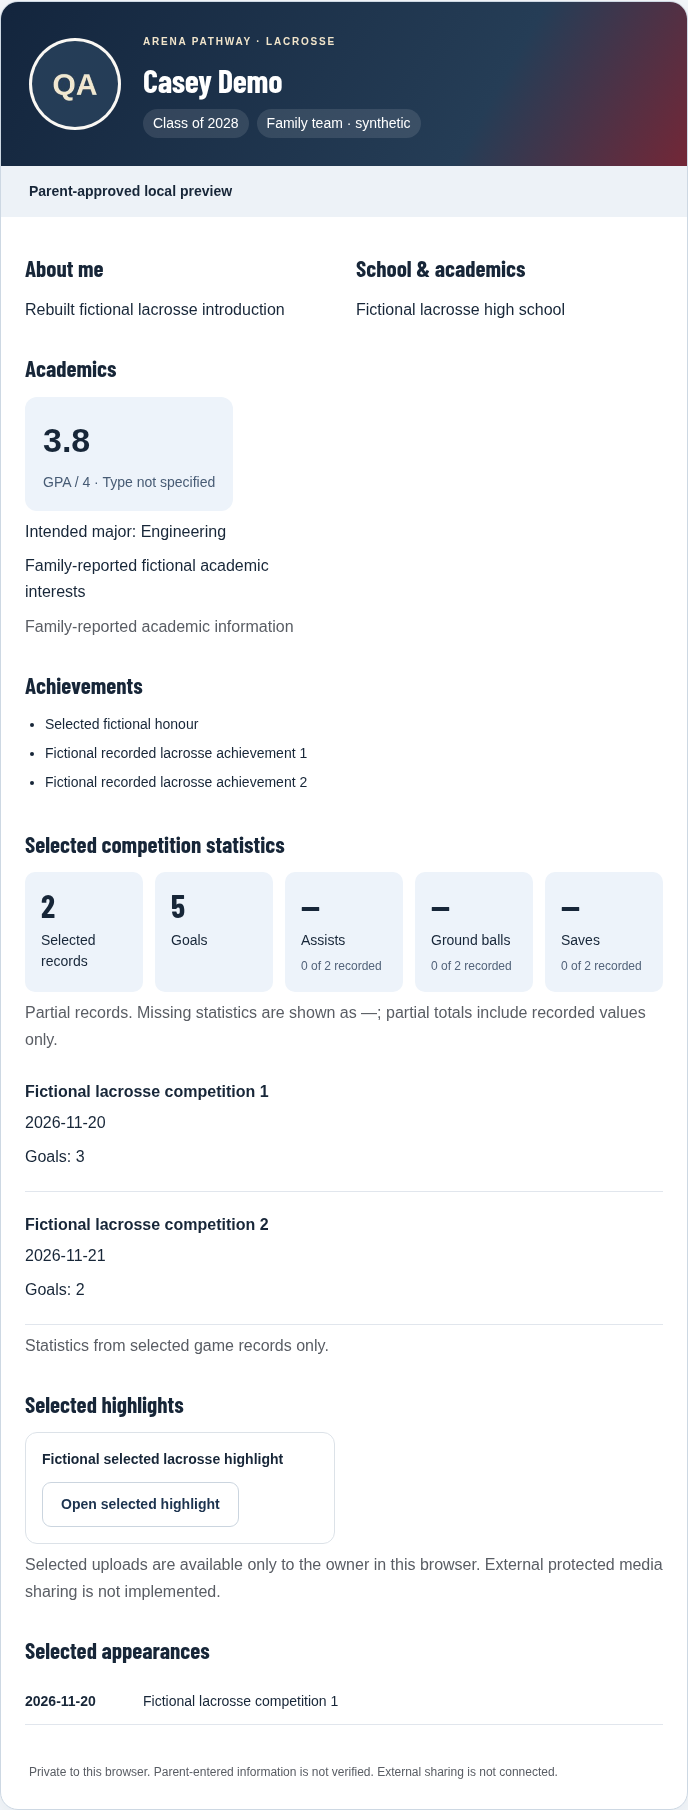 ARENA PATHWAY · LACROSSE
QA
Casey Demo
Class of 2028
Family team · synthetic
Parent-approved local preview
About me
Rebuilt fictional lacrosse introduction
School & academics
Fictional lacrosse high school
Academics
3.8
GPA / 4 · Type not specified
Intended major: Engineering
Family-reported fictional academic
interests
Family-reported academic information
Achievements
• Selected fictional honour
• Fictional recorded lacrosse achievement 1
• Fictional recorded lacrosse achievement 2
Selected competition statistics
2
Selected
records
5
Goals
—
Assists
0 of 2 recorded
—
Ground balls
0 of 2 recorded
—
Saves
0 of 2 recorded
Partial records. Missing statistics are shown as —; partial totals include recorded values
only.
Fictional lacrosse competition 1
2026-11-20
Goals: 3
Fictional lacrosse competition 2
2026-11-21
Goals: 2
Statistics from selected game records only.
Selected highlights
Fictional selected lacrosse highlight
Open selected highlight
Selected uploads are available only to the owner in this browser. External protected media
sharing is not implemented.
Selected appearances
2026-11-20 Fictional lacrosse competition 1
Private to this browser. Parent-entered information is not verified. External sharing is not connected.